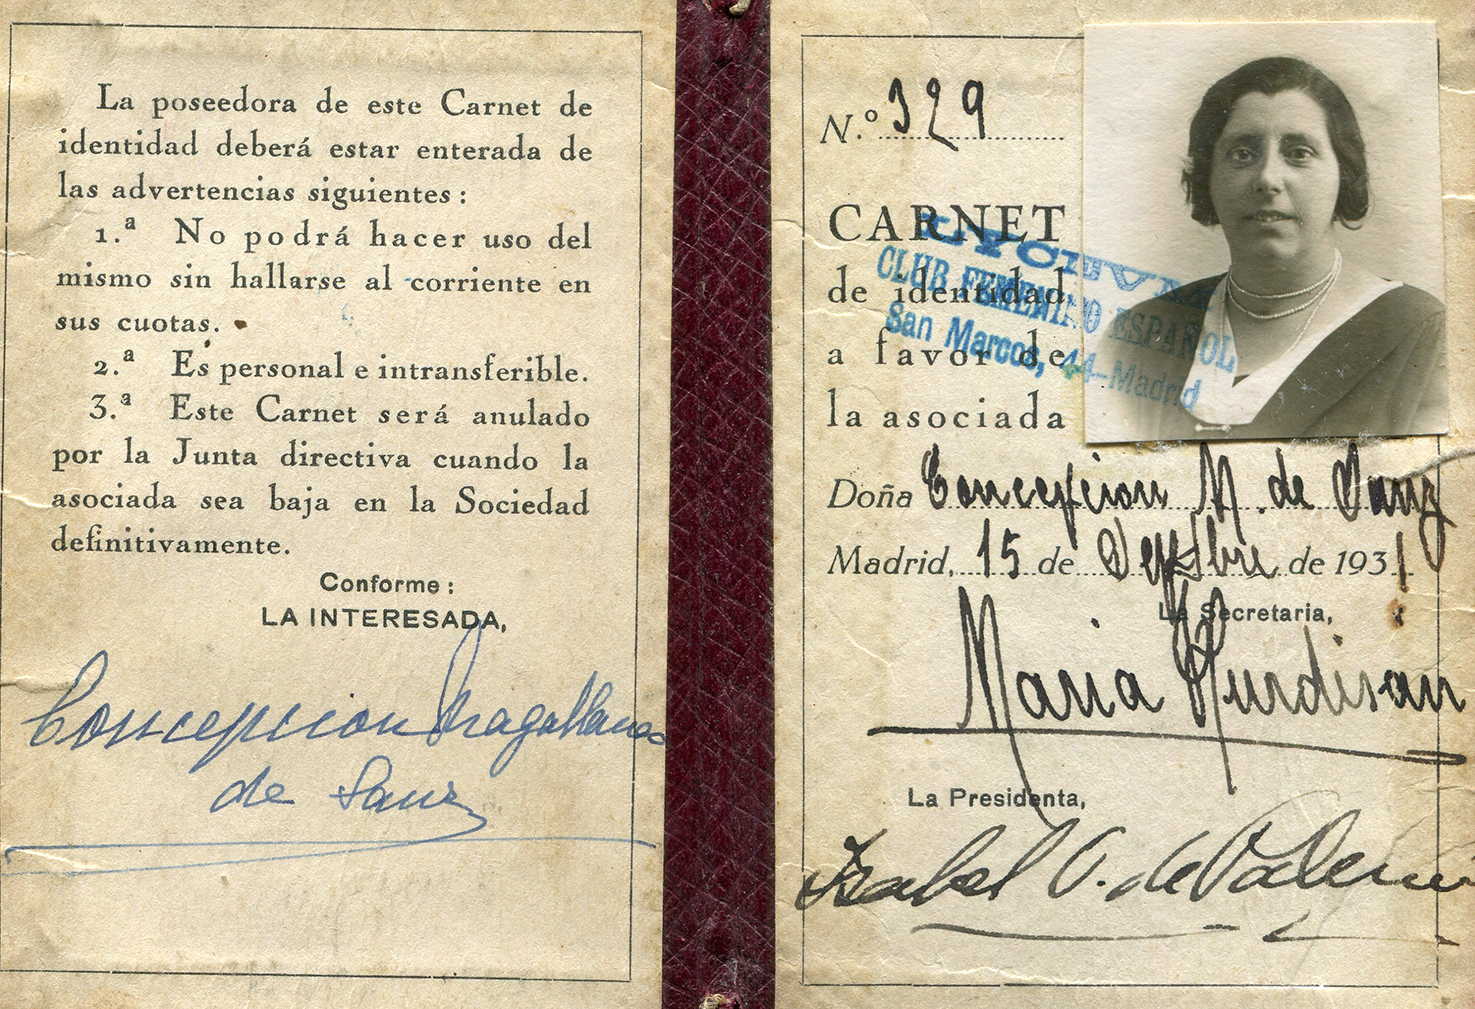 La poseedora de este Carnet de
identidad deberá estar enterada de
las advertencias siguientes:
1.ª No podrá hacer uso del
mismo sin hallarse al corriente en
sus cuotas.
2.ª Es personal e intransferible.
3.ª Este Carnet será anulado
por la Junta directiva cuando la
asociada sea baja en la Sociedad
definitivamente.
Conforme:
LA INTERESADA,
Concepcion
de Sanz
N.º 329
CARNET
de identidad
a favor de
la asociada
LYCEUM
CLUB FEMENINO ESPAÑOL
San Marcos, 44-Madrid
Doña Concepcion M. de Sanz
Madrid, 15 de Sepbre de 1931
La Secretaria,
Maria
La Presidenta,
Isabel O. de Palencia